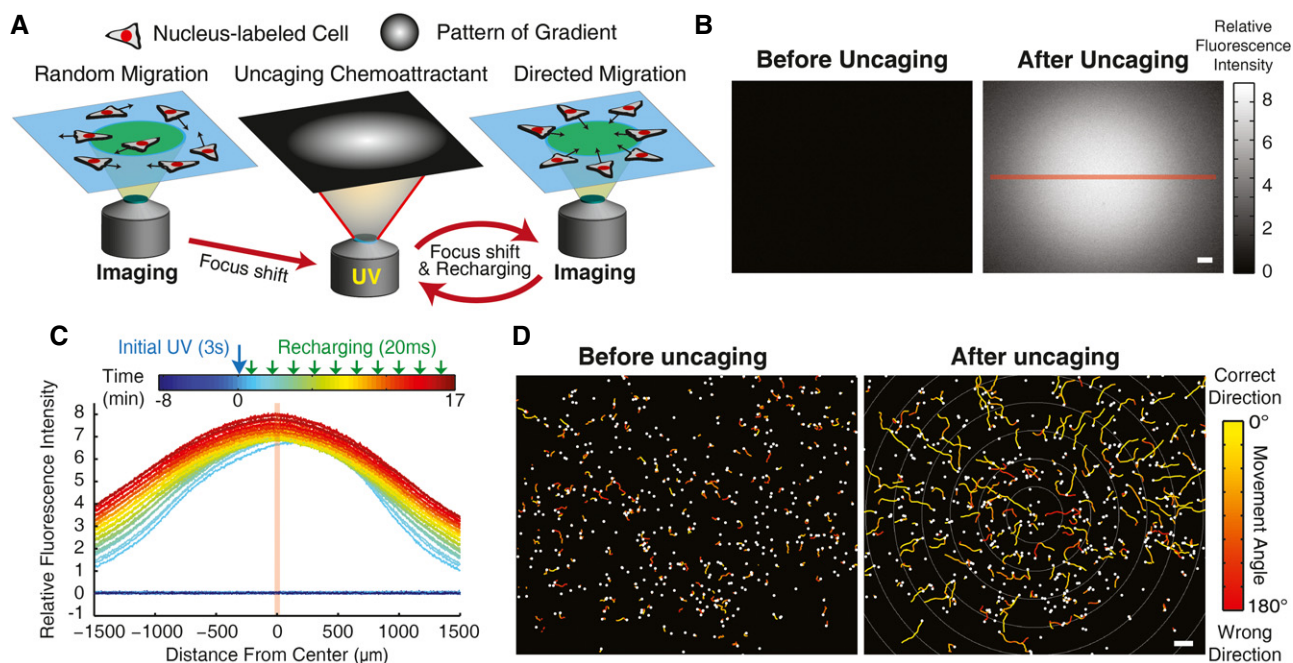 A
Nucleus-labeled Cell
Pattern of Gradient
Random Migration
Uncaging Chemoattractant
Directed Migration
Imaging
Focus shift
UV
Focus shift
& Recharging
Imaging
B
Before Uncaging
After Uncaging
Relative
Fluorescence
Intensity
8
6
4
2
0
C
Initial UV (3s)
Recharging (20ms)
Time
(min)
-8
0
17
Relative Fluorescence Intensity
8
7
6
5
4
3
2
1
0
-1
−1500
−1000
−500
0
500
1000
1500
Distance From Center (µm)
D
Before uncaging
After uncaging
Correct
Direction
0°
Movement Angle
180°
Wrong
Direction